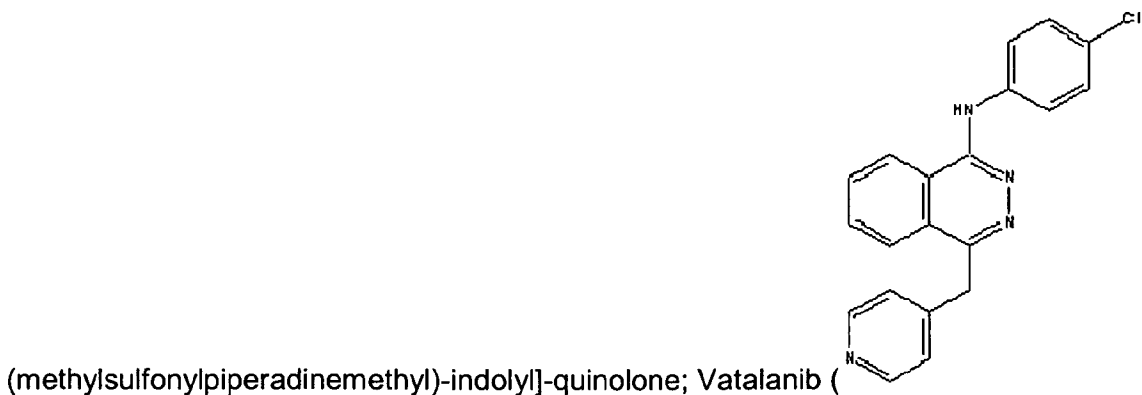 Cl
HN
N
N
N
(methylsulfonylpiperadinemethyl)-indolyl]-quinolone; Vatalanib (